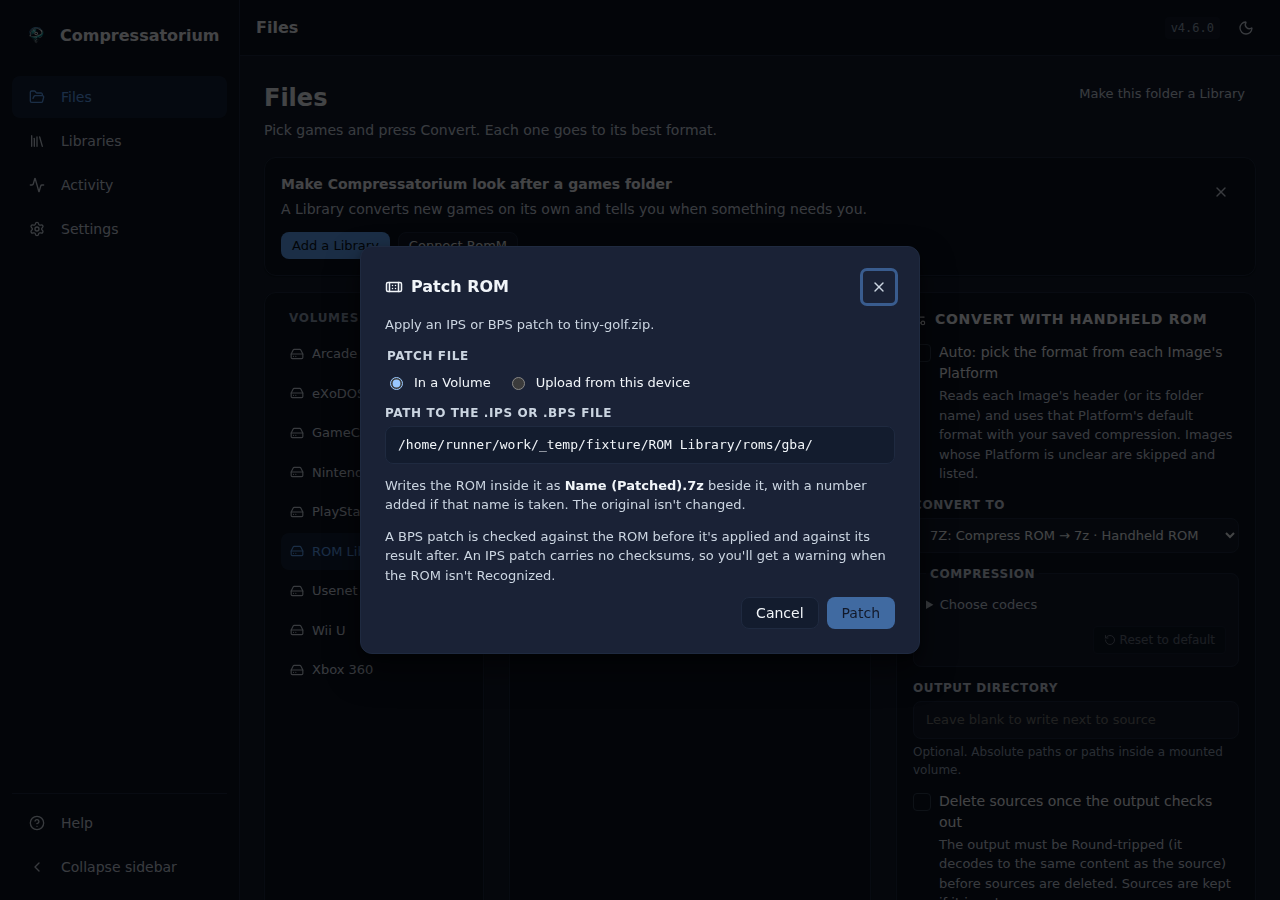 Compressatorium
Files
Libraries
Activity
Settings
Help
Collapse sidebar
Files
v4.6.0
Files
Make this folder a Library
Pick games and press Convert. Each one goes to its best format.
Make Compressatorium look after a games folder
A Library converts new games on its own and tells you when something needs you.
Add a Library
Connect RomM
VOLUMES
Arcade
eXoDOS
GameC
Nintend
PlayStat
ROM Lib
Usenet
Wii U
Xbox 360
Patch ROM
Apply an IPS or BPS patch to tiny-golf.zip.
PATCH FILE
In a Volume
Upload from this device
PATH TO THE .IPS OR .BPS FILE
/home/runner/work/_temp/fixture/ROM Library/roms/gba/
Writes the ROM inside it as Name (Patched).7z beside it, with a number
added if that name is taken. The original isn't changed.
A BPS patch is checked against the ROM before it's applied and against its
result after. An IPS patch carries no checksums, so you'll get a warning when
the ROM isn't Recognized.
Cancel
Patch
CONVERT WITH HANDHELD ROM
Auto: pick the format from each Image's
Platform
Reads each Image's header (or its folder
name) and uses that Platform's default
format with your saved compression. Images
whose Platform is unclear are skipped and
listed.
CONVERT TO
7Z: Compress ROM → 7z · Handheld ROM
COMPRESSION
Choose codecs
Reset to default
OUTPUT DIRECTORY
Leave blank to write next to source
Optional. Absolute paths or paths inside a mounted
volume.
Delete sources once the output checks
out
The output must be Round-tripped (it
decodes to the same content as the source)
before sources are deleted. Sources are kept